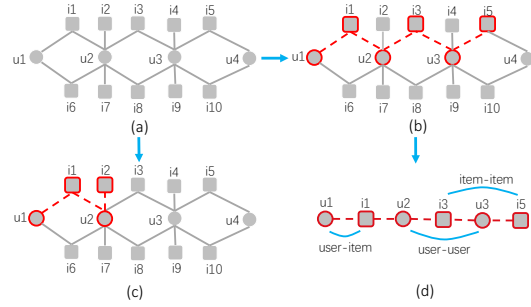 i1 i2 i3 i4 i5
u1 u2 u3 u4
i6 i7 i8 i9 i10
(a)
i1 i2 i3 i4 i5
u1 u2 u3 u4
i6 i7 i8 i9 i10
(b)
i1 i2 i3 i4 i5
u1 u2 u3 u4
i6 i7 i8 i9 i10
(c)
item-item
u1 i1 u2 i3 u3 i5
user-item
user-user
(d)